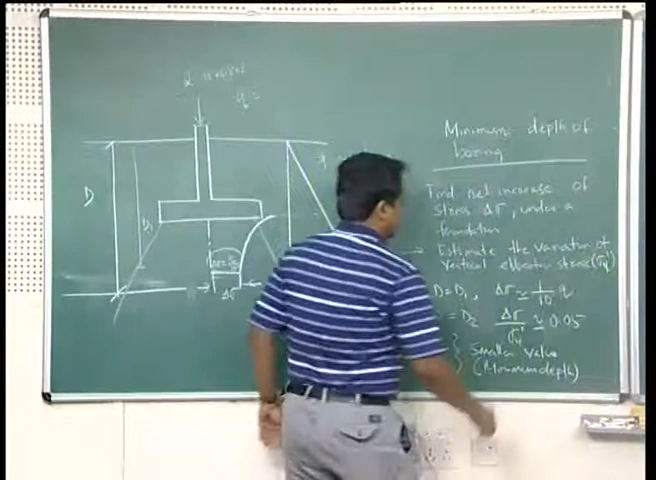 D
D₁
Δσ
Minimum depth of
boring
Find net increase of
stress Δσ, under a
foundation
Estimate the variation of
vertical effective stress (σᵥ')
D = D₁, Δσ ≃ 1/10 q
= D₂ Δσ/σᵥ' ≃ 0.05
Smaller value
(Minimum depth)